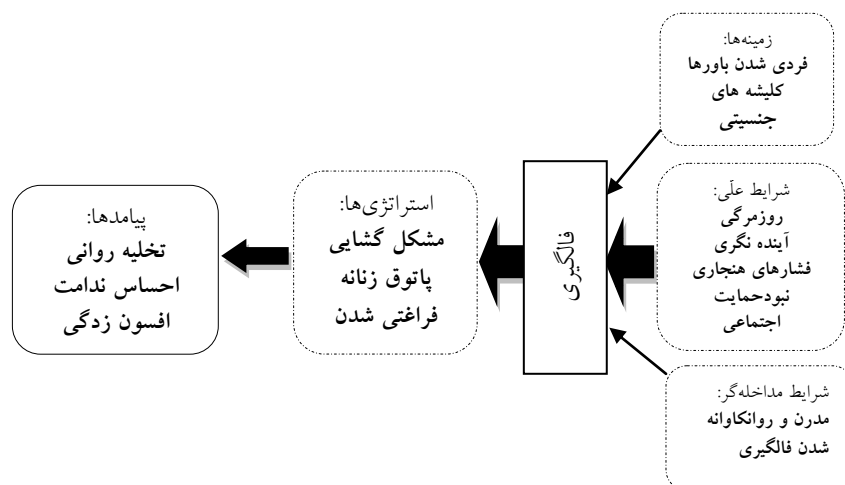 زمینه‌ها:
فردی شدن باورها
کلیشه های
جنسیتی
شرایط علّی:
روزمرگی
آینده نگری
فشارهای هنجاری
نبودحمایت
اجتماعی
شرایط مداخله‌گر:
مدرن و روانکاوانه
شدن فالگیری
فالگیری
استراتژی‌ها:
مشکل گشایی
پاتوق زنانه
فراغتی شدن
پیامدها:
تخلیه روانی
احساس ندامت
افسون زدگی